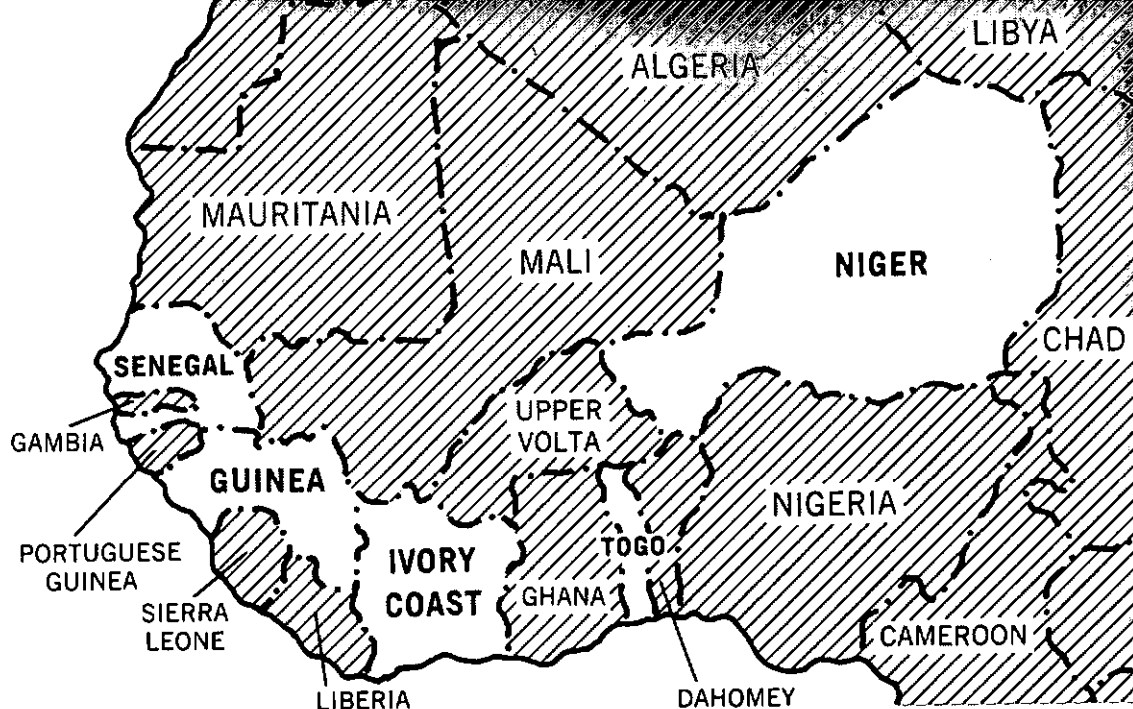 LIBYA
ALGERIA
MAURITANIA
MALI
NIGER
CHAD
SENEGAL
GAMBIA
UPPER
VOLTA
GUINEA
NIGERIA
PORTUGUESE
GUINEA
SIERRA
LEONE
IVORY
COAST
TOGO
GHANA
CAMEROON
LIBERIA
DAHOMEY